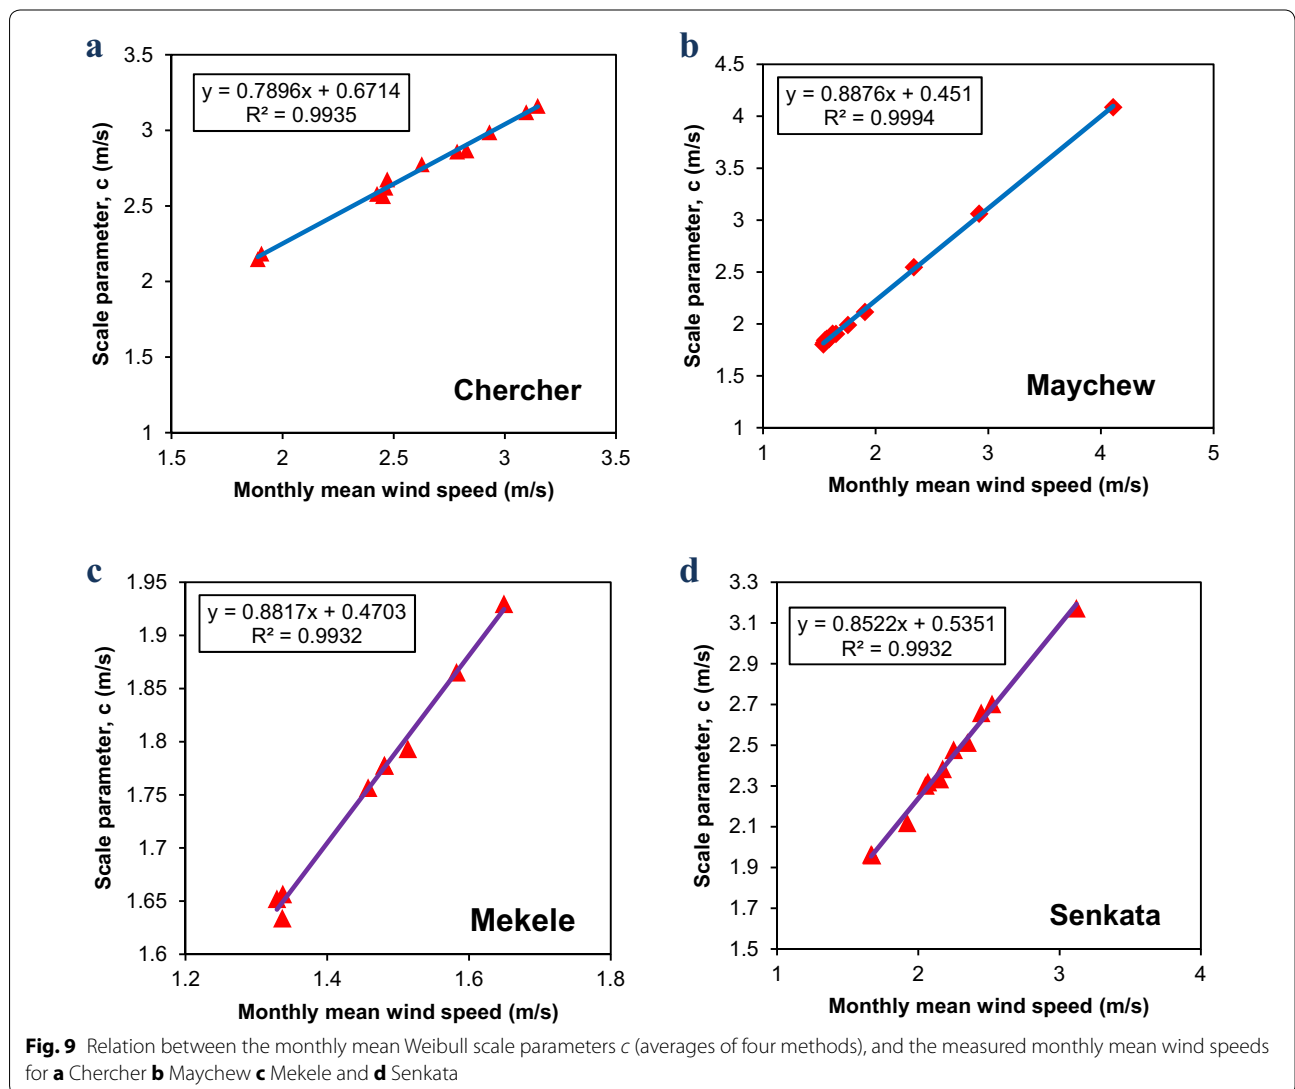 a
3.5
3
2.5
2
1.5
1
y = 0.7896x + 0.6714
R² = 0.9935
Scale parameter, c (m/s)
Chercher
1.5 2 2.5 3 3.5
Monthly mean wind speed (m/s)
b
4.5
4
3.5
3
2.5
2
1.5
1
y = 0.8876x + 0.451
R² = 0.9994
Scale parameter, c (m/s)
Maychew
1 2 3 4 5
Monthly mean wind speed (m/s)
c
1.95
1.9
1.85
1.8
1.75
1.7
1.65
1.6
y = 0.8817x + 0.4703
R² = 0.9932
Scale parameter, c (m/s)
Mekele
1.2 1.4 1.6 1.8
Monthly mean wind speed (m/s)
d
3.3
3.1
2.9
2.7
2.5
2.3
2.1
1.9
1.7
1.5
y = 0.8522x + 0.5351
R² = 0.9932
Scale parameter, c (m/s)
Senkata
1 2 3 4
Monthly mean wind speed (m/s)
Fig. 9 Relation between the monthly mean Weibull scale parameters c (averages of four methods), and the measured monthly mean wind speeds
for a Chercher b Maychew c Mekele and d Senkata